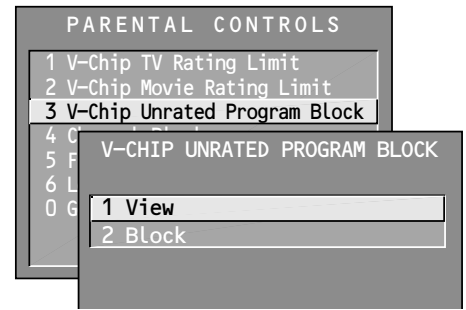 PARENTAL CONTROLS
1 V-Chip TV Rating Limit
2 V-Chip Movie Rating Limit
3 V-Chip Unrated Program Block
4
5
6
0
V-CHIP UNRATED PROGRAM BLOCK
1 View
2 Block